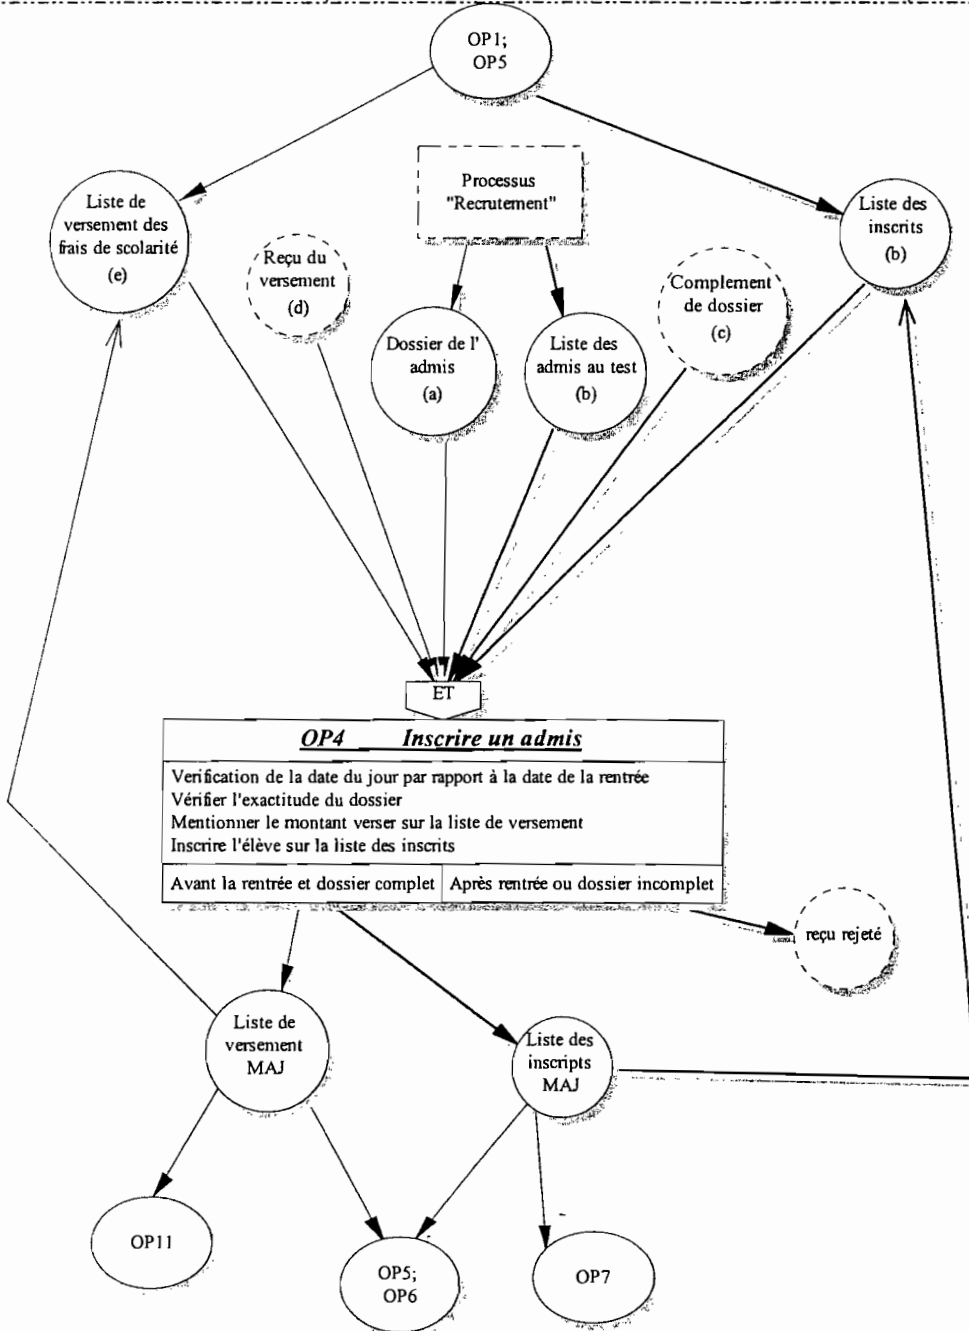 OP1;
OP5
Processus
"Recrutement"
Liste de
versement des
frais de scolarité
(e)
Reçu du
versement
(d)
Dossier de l'
admis
(a)
Liste des
admis au test
(b)
Complement
de dossier
(c)
Liste des
inscrits
(b)
ET
OP4 Inscrire un admis
Verification de la date du jour par rapport à la date de la rentrée
Vérifier l'exactitude du dossier
Mentionner le montant verser sur la liste de versement
Inscrire l'élève sur la liste des inscrits
Avant la rentrée et dossier complet
Après rentrée ou dossier incomplet
reçu rejeté
Liste de
versement
MAJ
Liste des
inscripts
MAJ
OP11
OP5;
OP6
OP7